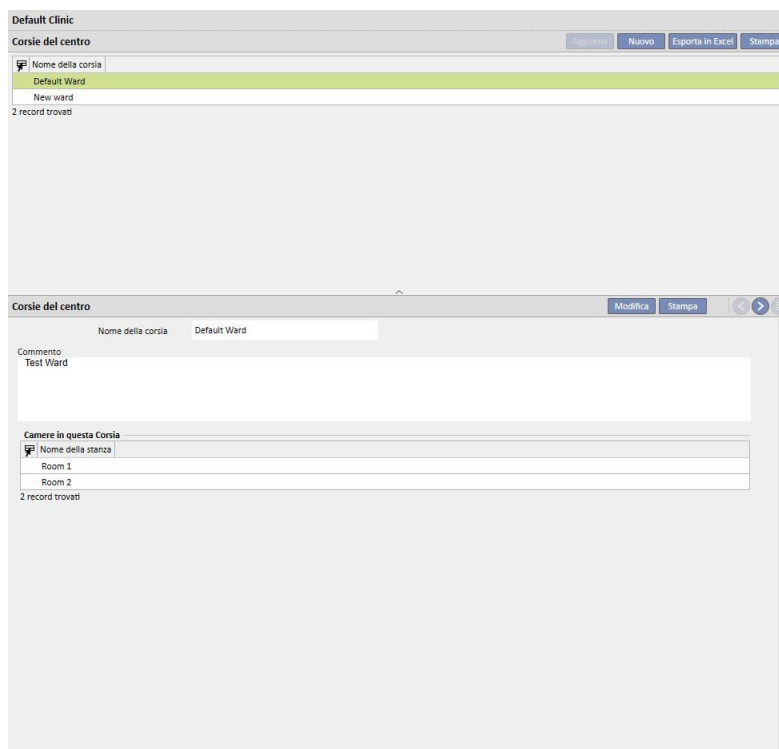 Default Clinic
Corsie del centro Aggiorna Nuovo Esporta in Excel Stampa
Nome della corsia
Default Ward
New ward
2 record trovati
Corsie del centro Modifica Stampa
Nome della corsia Default Ward
Commento
Test Ward
Camere in questa Corsia
Nome della stanza
Room 1
Room 2
2 record trovati